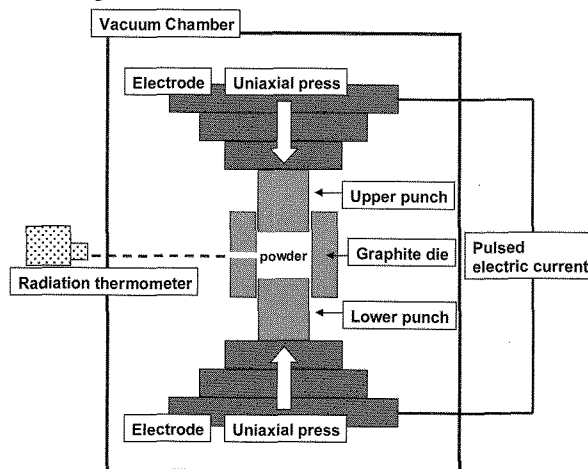 Vacuum Chamber
Electrode
Uniaxial press
Upper punch
powder
Graphite die
Pulsed
electric current
Radiation thermometer
Lower punch
Electrode
Uniaxial press